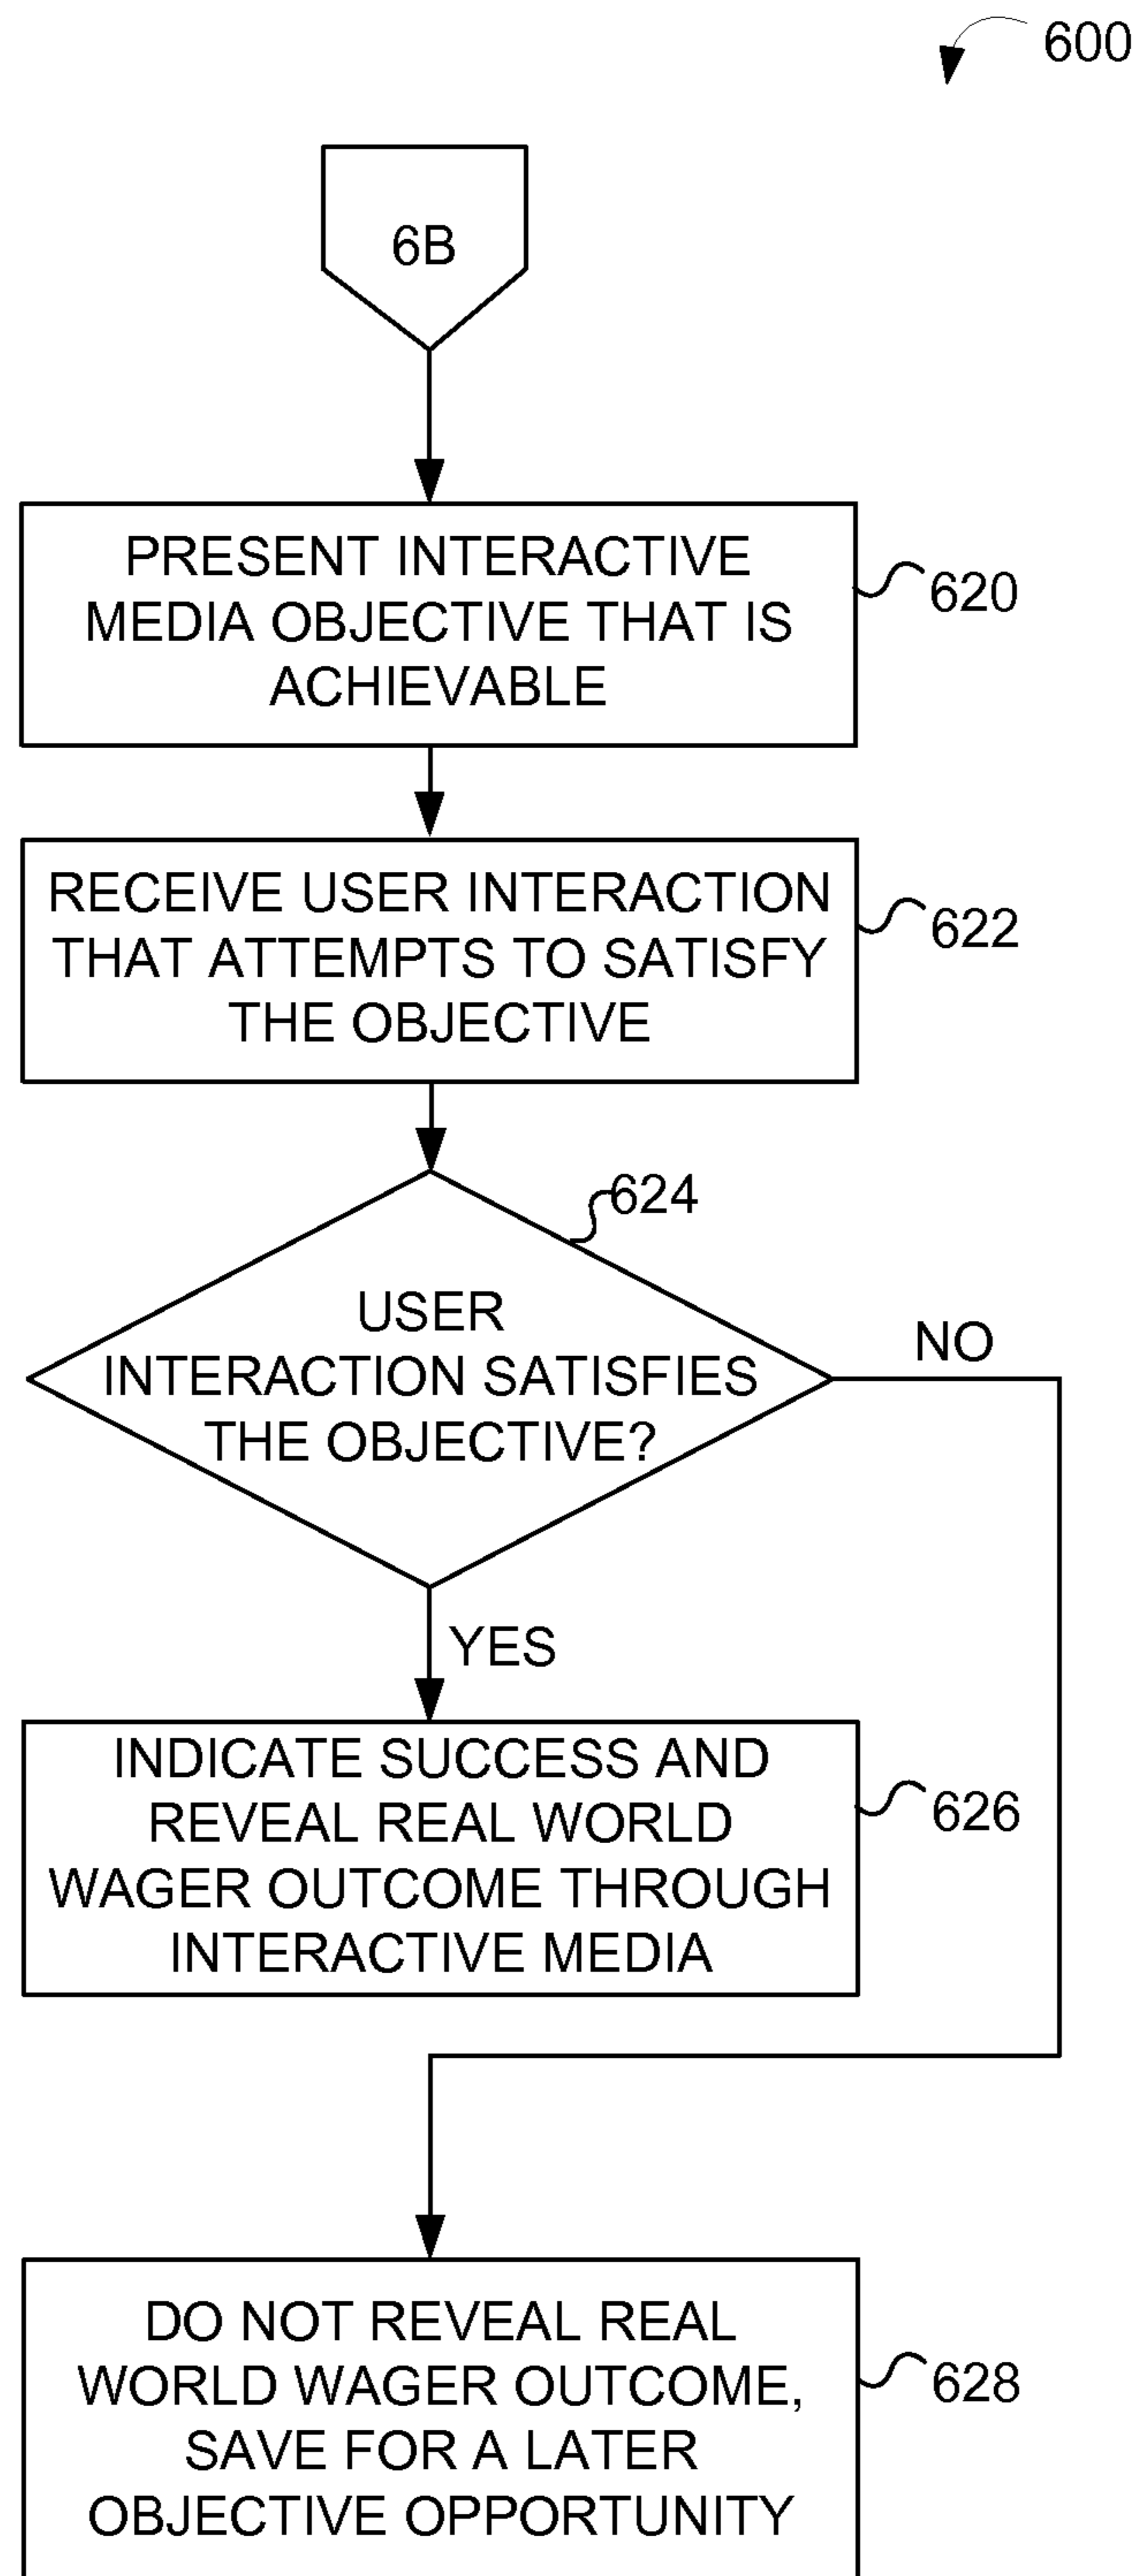 600
6B
PRESENT INTERACTIVE
MEDIA OBJECTIVE THAT IS
ACHIEVABLE
620
RECEIVE USER INTERACTION
THAT ATTEMPTS TO SATISFY
THE OBJECTIVE
622
624
USER
INTERACTION SATISFIES
THE OBJECTIVE?
NO
YES
INDICATE SUCCESS AND
REVEAL REAL WORLD
WAGER OUTCOME THROUGH
INTERACTIVE MEDIA
626
DO NOT REVEAL REAL
WORLD WAGER OUTCOME,
SAVE FOR A LATER
OBJECTIVE OPPORTUNITY
628